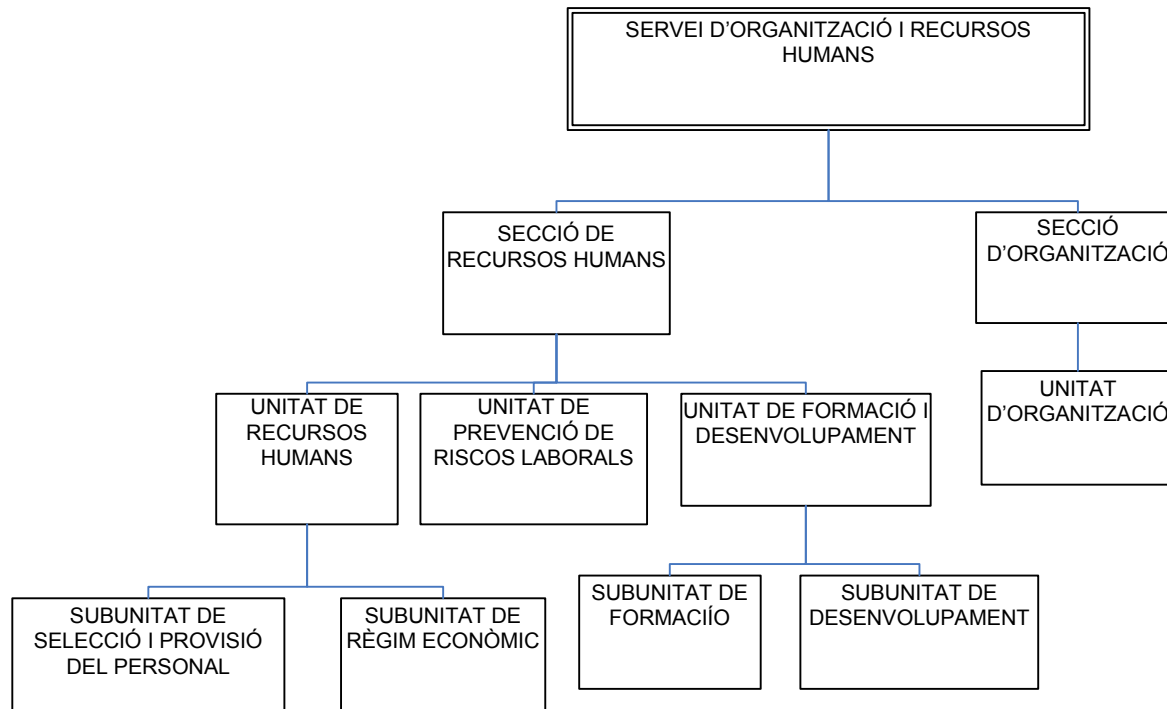 SERVEI D’ORGANITZACIÓ I RECURSOS
HUMANS
SECCIÓ DE
RECURSOS HUMANS
SECCIÓ
D’ORGANITZACIÓ
UNITAT DE
RECURSOS
HUMANS
UNITAT DE
PREVENCIÓ DE
RISCOS LABORALS
UNITAT DE FORMACIÓ I
DESENVOLUPAMENT
UNITAT
D’ORGANITZACIÓ
SUBUNITAT DE
SELECCIÓ I PROVISIÓ
DEL PERSONAL
SUBUNITAT DE
RÈGIM ECONÒMIC
SUBUNITAT DE
FORMACIÍO
SUBUNITAT DE
DESENVOLUPAMENT